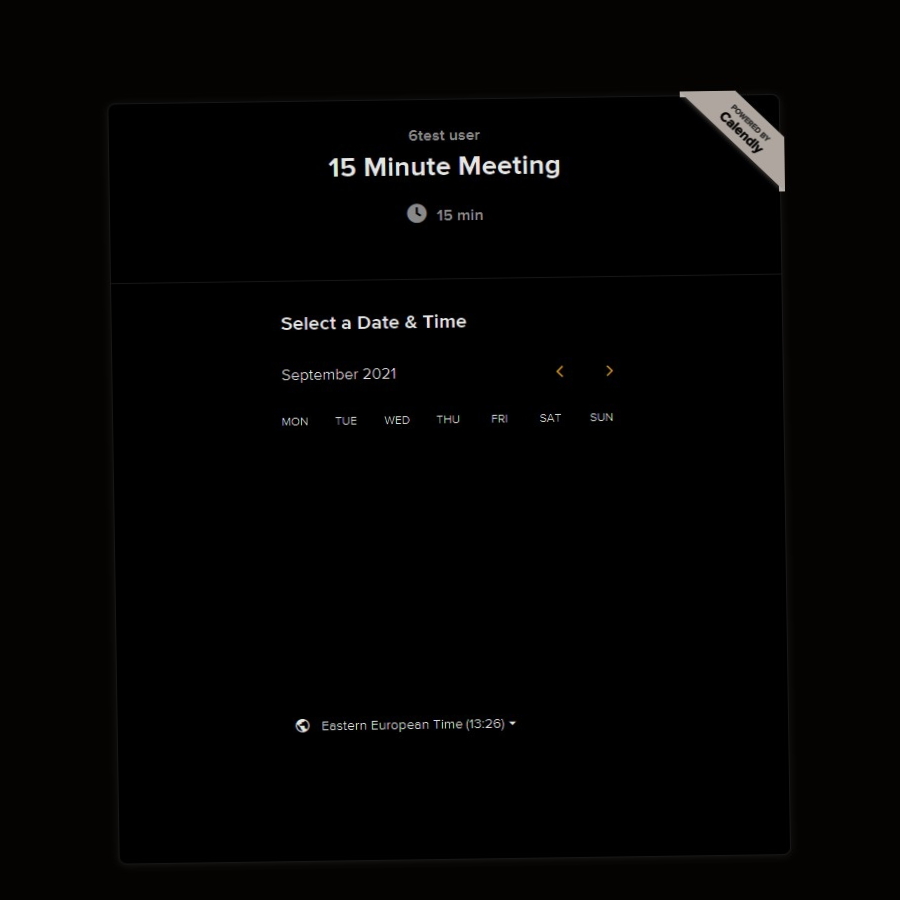 POWERED BY
Calendly
6test user
15 Minute Meeting
15 min
Select a Date & Time
September 2021
MON TUE WED THU FRI SAT SUN
Eastern European Time (13:26)